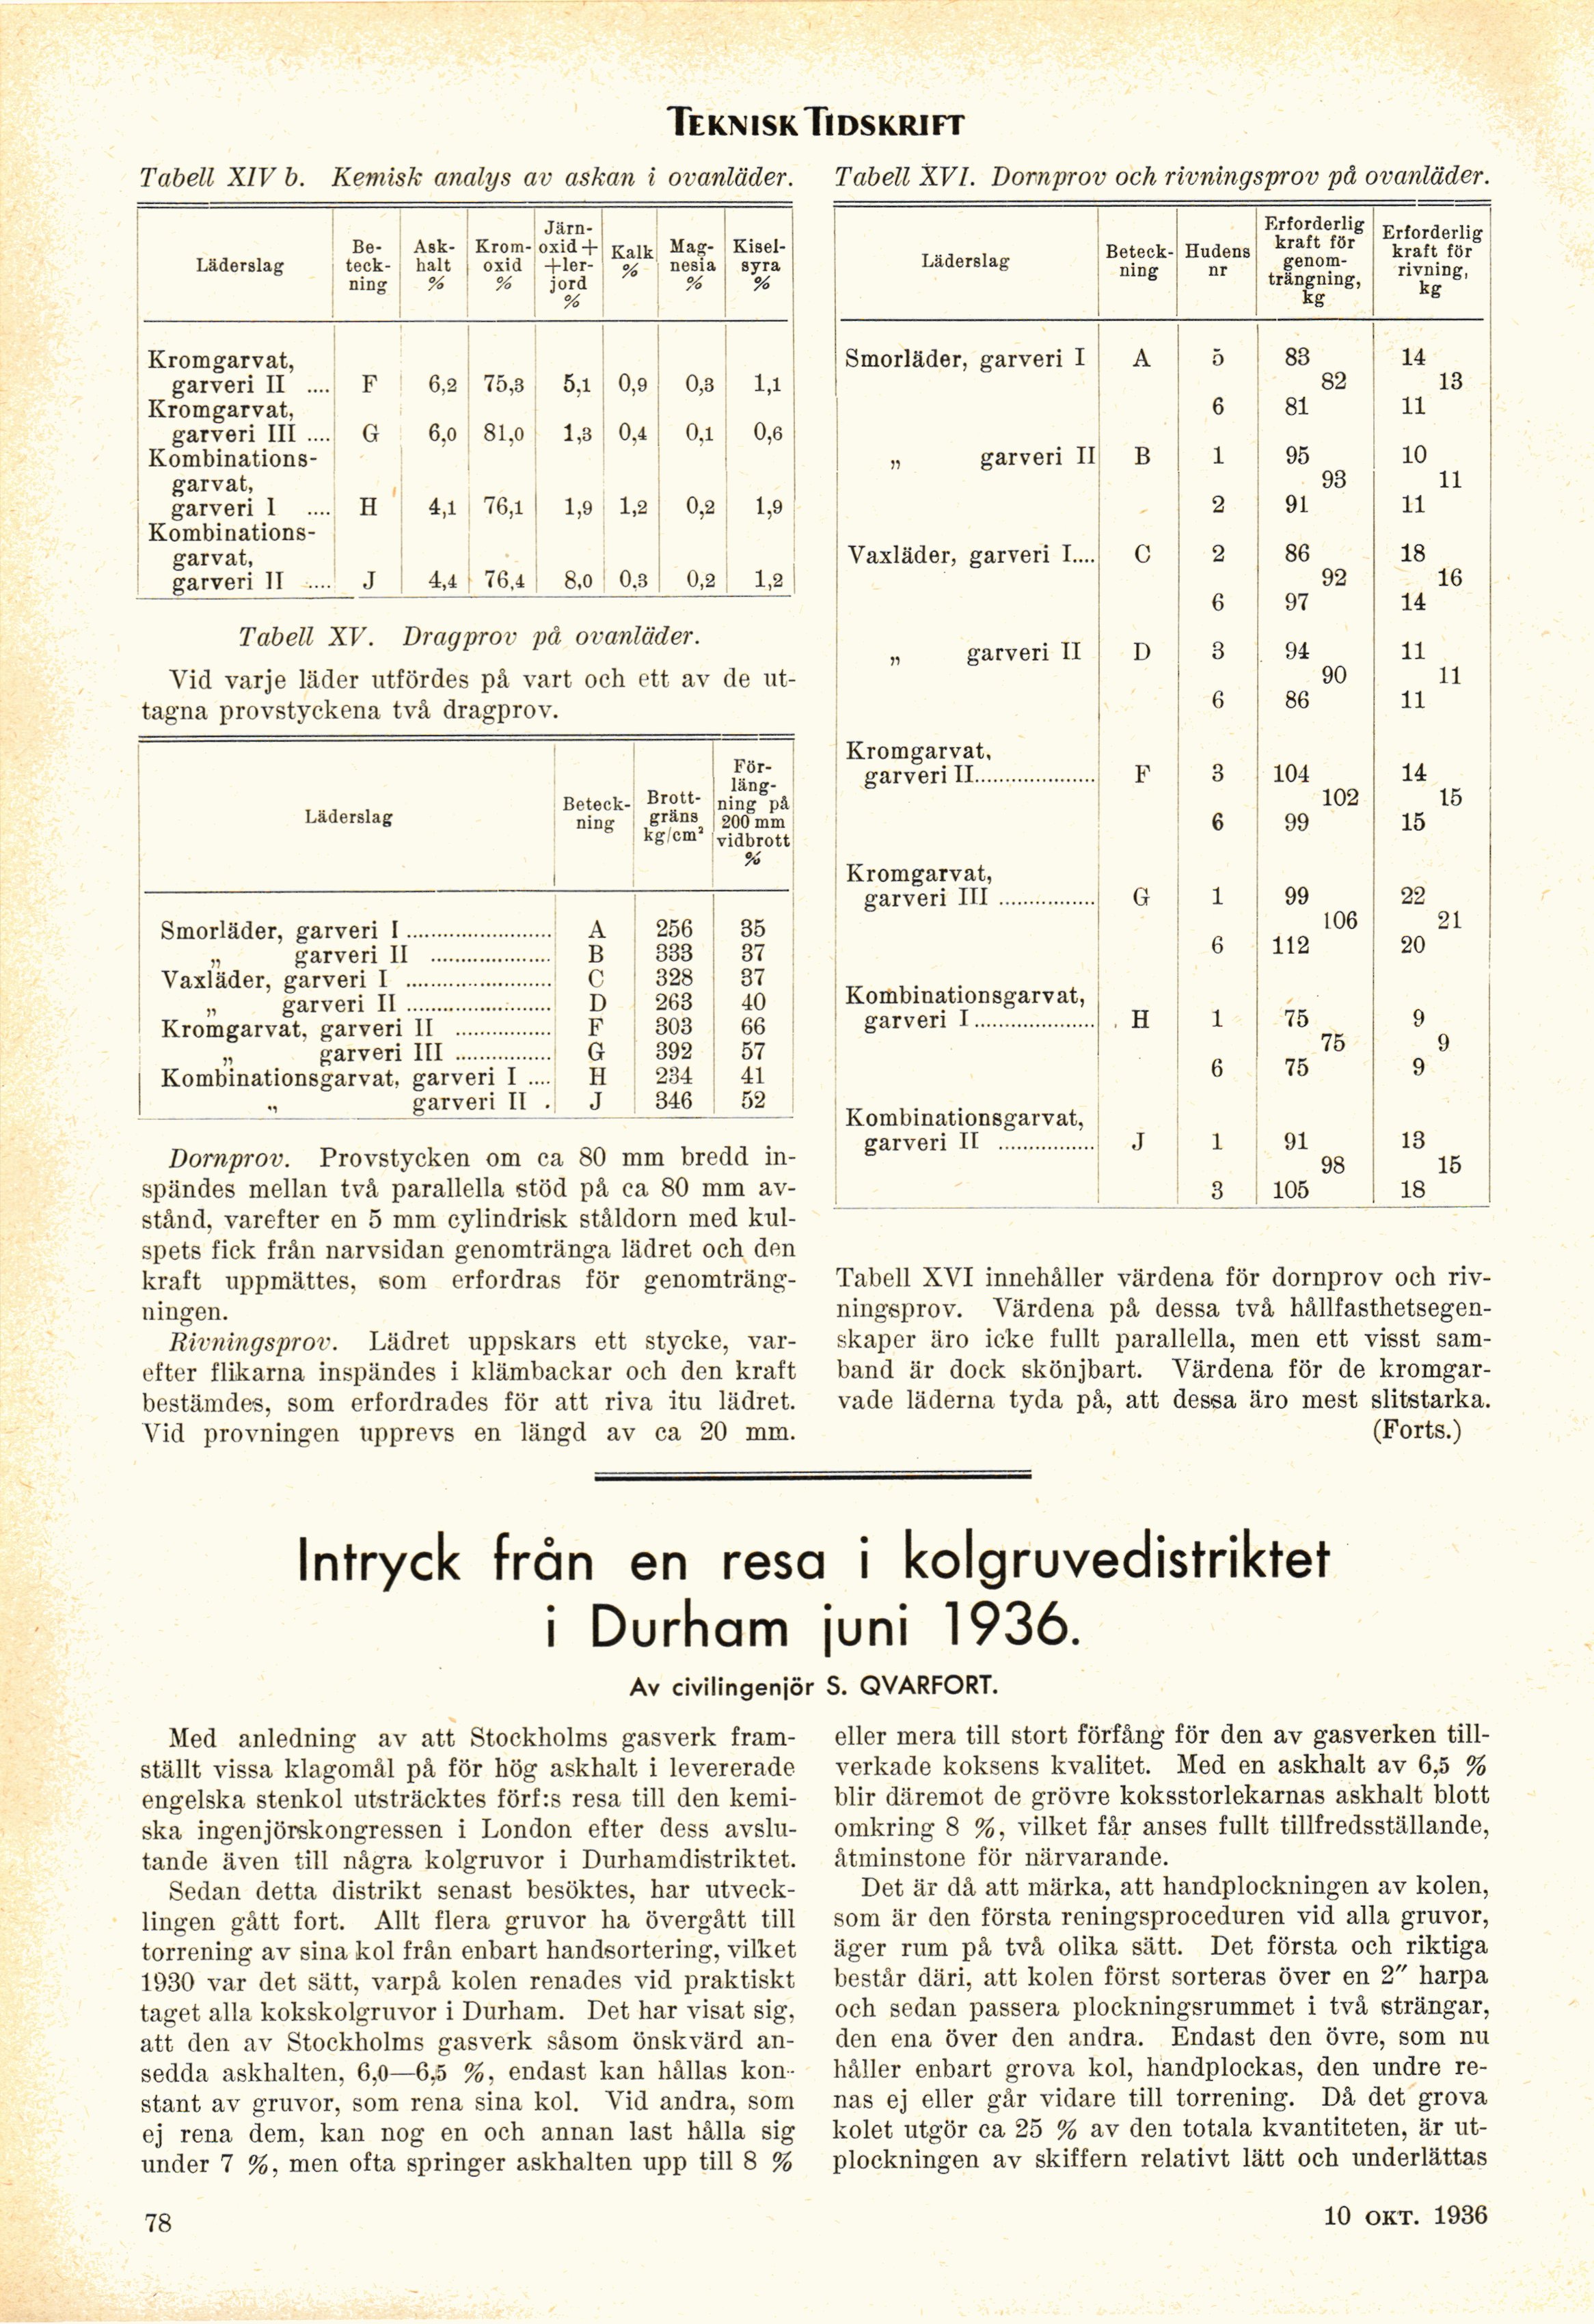 TEKNISK TIDSKRIFT
Tabell XIV b. Kemisk analys av askan i ovanläder.
Läderslag Be-teck-ning Ask-halt % Krom-oxid % Järn-oxid + +ler-jord % Kalk % Mag-nesia % Kisel-syra %
Kromgarvat,
garveri II .... F 6,2 75,3 5,1 0,9 0,3 1,1
Kromgarvat,
garveri III .... G 6,0 81,0 1,3 0,4 0,1 0,6
Kombinations-
garvat,
garveri I .... H 4,1 76,1 1,9 1,2 0,2 1,9
Kombinations-
garvat,
garveri II .... J 4,4 76,4 8,0 0,3 0,2 1,2
Tabell XV. Dragprov på ovanläder.
Vid varje läder utfördes på vart och ett av de ut-
tagna provstyckena två dragprov.
Läderslag Beteck-ning Brott-gräns kg/cm² För-läng-ning på 200 mm vidbrott %
Smorläder, garveri I ........ A 256 35
„ garveri II ........ B 333 37
Vaxläder, garveri I ........ C 328 37
„ garveri II ........ D 263 40
Kromgarvat, garveri II ........ F 303 66
„ garveri III ........ G 392 57
Kombinationsgarvat, garveri I .... H 234 41
„ garveri II . J 346 52
Dornprov. Provstycken om ca 80 mm bredd in-
spändes mellan två parallella stöd på ca 80 mm av-
stånd, varefter en 5 mm cylindrisk ståldorn med kul-
spets fick från narvsidan genomtränga lädret och den
kraft uppmättes, som erfordras för genomträng-
ningen.
Rivningsprov. Lädret uppskars ett stycke, var-
efter flikarna inspändes i klämbackar och den kraft
bestämdes, som erfordrades för att riva itu lädret.
Vid provningen upprevs en längd av ca 20 mm.
Tabell XVI. Dornprov och rivningsprov på ovanläder.
Läderslag Beteck-ning Hudens nr Erforderlig kraft för genom-trängning, kg Erforderlig kraft för rivning, kg
Smorläder, garveri I A 5 83 14
82 13
6 81 11
„ garveri II B 1 95 10
93 11
2 91 11
Vaxläder, garveri I.... C 2 86 18
92 16
6 97 14
„ garveri II D 3 94 11
90 11
6 86 11
Kromgarvat,
garveri II........ F 3 104 14
102 15
6 99 15
Kromgarvat,
garveri III ........ G 1 99 22
106 21
6 112 20
Kombinationsgarvat,
garveri I ........ H 1 75 9
75 9
6 75 9
Kombinationsgarvat,
garveri II ........ J 1 91 13
98 15
3 105 18
Tabell XVI innehåller värdena för dornprov och riv-
ningsprov. Värdena på dessa två hållfasthetsegen-
skaper äro icke fullt parallella, men ett visst sam-
band är dock skönjbart. Värdena för de kromgar-
vade läderna tyda på, att dessa äro mest slitstarka.
(Forts.)
Intryck från en resa i kolgruvedistriktet
i Durham juni 1936.
Av civilingenjör S. QVARFORT.
Med anledning av att Stockholms gasverk fram-
ställt vissa klagomål på för hög askhalt i levererade
engelska stenkol utsträcktes förf:s resa till den kemi-
ska ingenjörskongressen i London efter dess avslu-
tande även till några kolgruvor i Durhamdistriktet.
Sedan detta distrikt senast besöktes, har utveck-
lingen gått fort. Allt flera gruvor ha övergått till
torrening av sina kol från enbart handsortering, vilket
1930 var det sätt, varpå kolen renades vid praktiskt
taget alla kokskolgruvor i Durham. Det har visat sig,
att den av Stockholms gasverk såsom önskvärd an-
sedda askhalten, 6,0—6,5 %, endast kan hållas kon-
stant av gruvor, som rena sina kol. Vid andra, som
ej rena dem, kan nog en och annan last hålla sig
under 7 %, men ofta springer askhalten upp till 8 %
eller mera till stort förfång för den av gasverken till-
verkade koksens kvalitet. Med en askhalt av 6,5 %
blir däremot de grövre koksstorlekarnas askhalt blott
omkring 8 %, vilket får anses fullt tillfredsställande,
åtminstone för närvarande.
Det är då att märka, att handplockningen av kolen,
som är den första reningsproceduren vid alla gruvor,
äger rum på två olika sätt. Det första och riktiga
består däri, att kolen först sorteras över en 2″ harpa
och sedan passera plockningsrummet i två strängar,
den ena över den andra. Endast den övre, som nu
håller enbart grova kol, handplockas, den undre re-
nas ej eller går vidare till torrening. Då det grova
kolet utgör ca 25 % av den totala kvantiteten, är ut-
plockningen av skiffern relativt lätt och underlättas
78
10 OKT. 1936